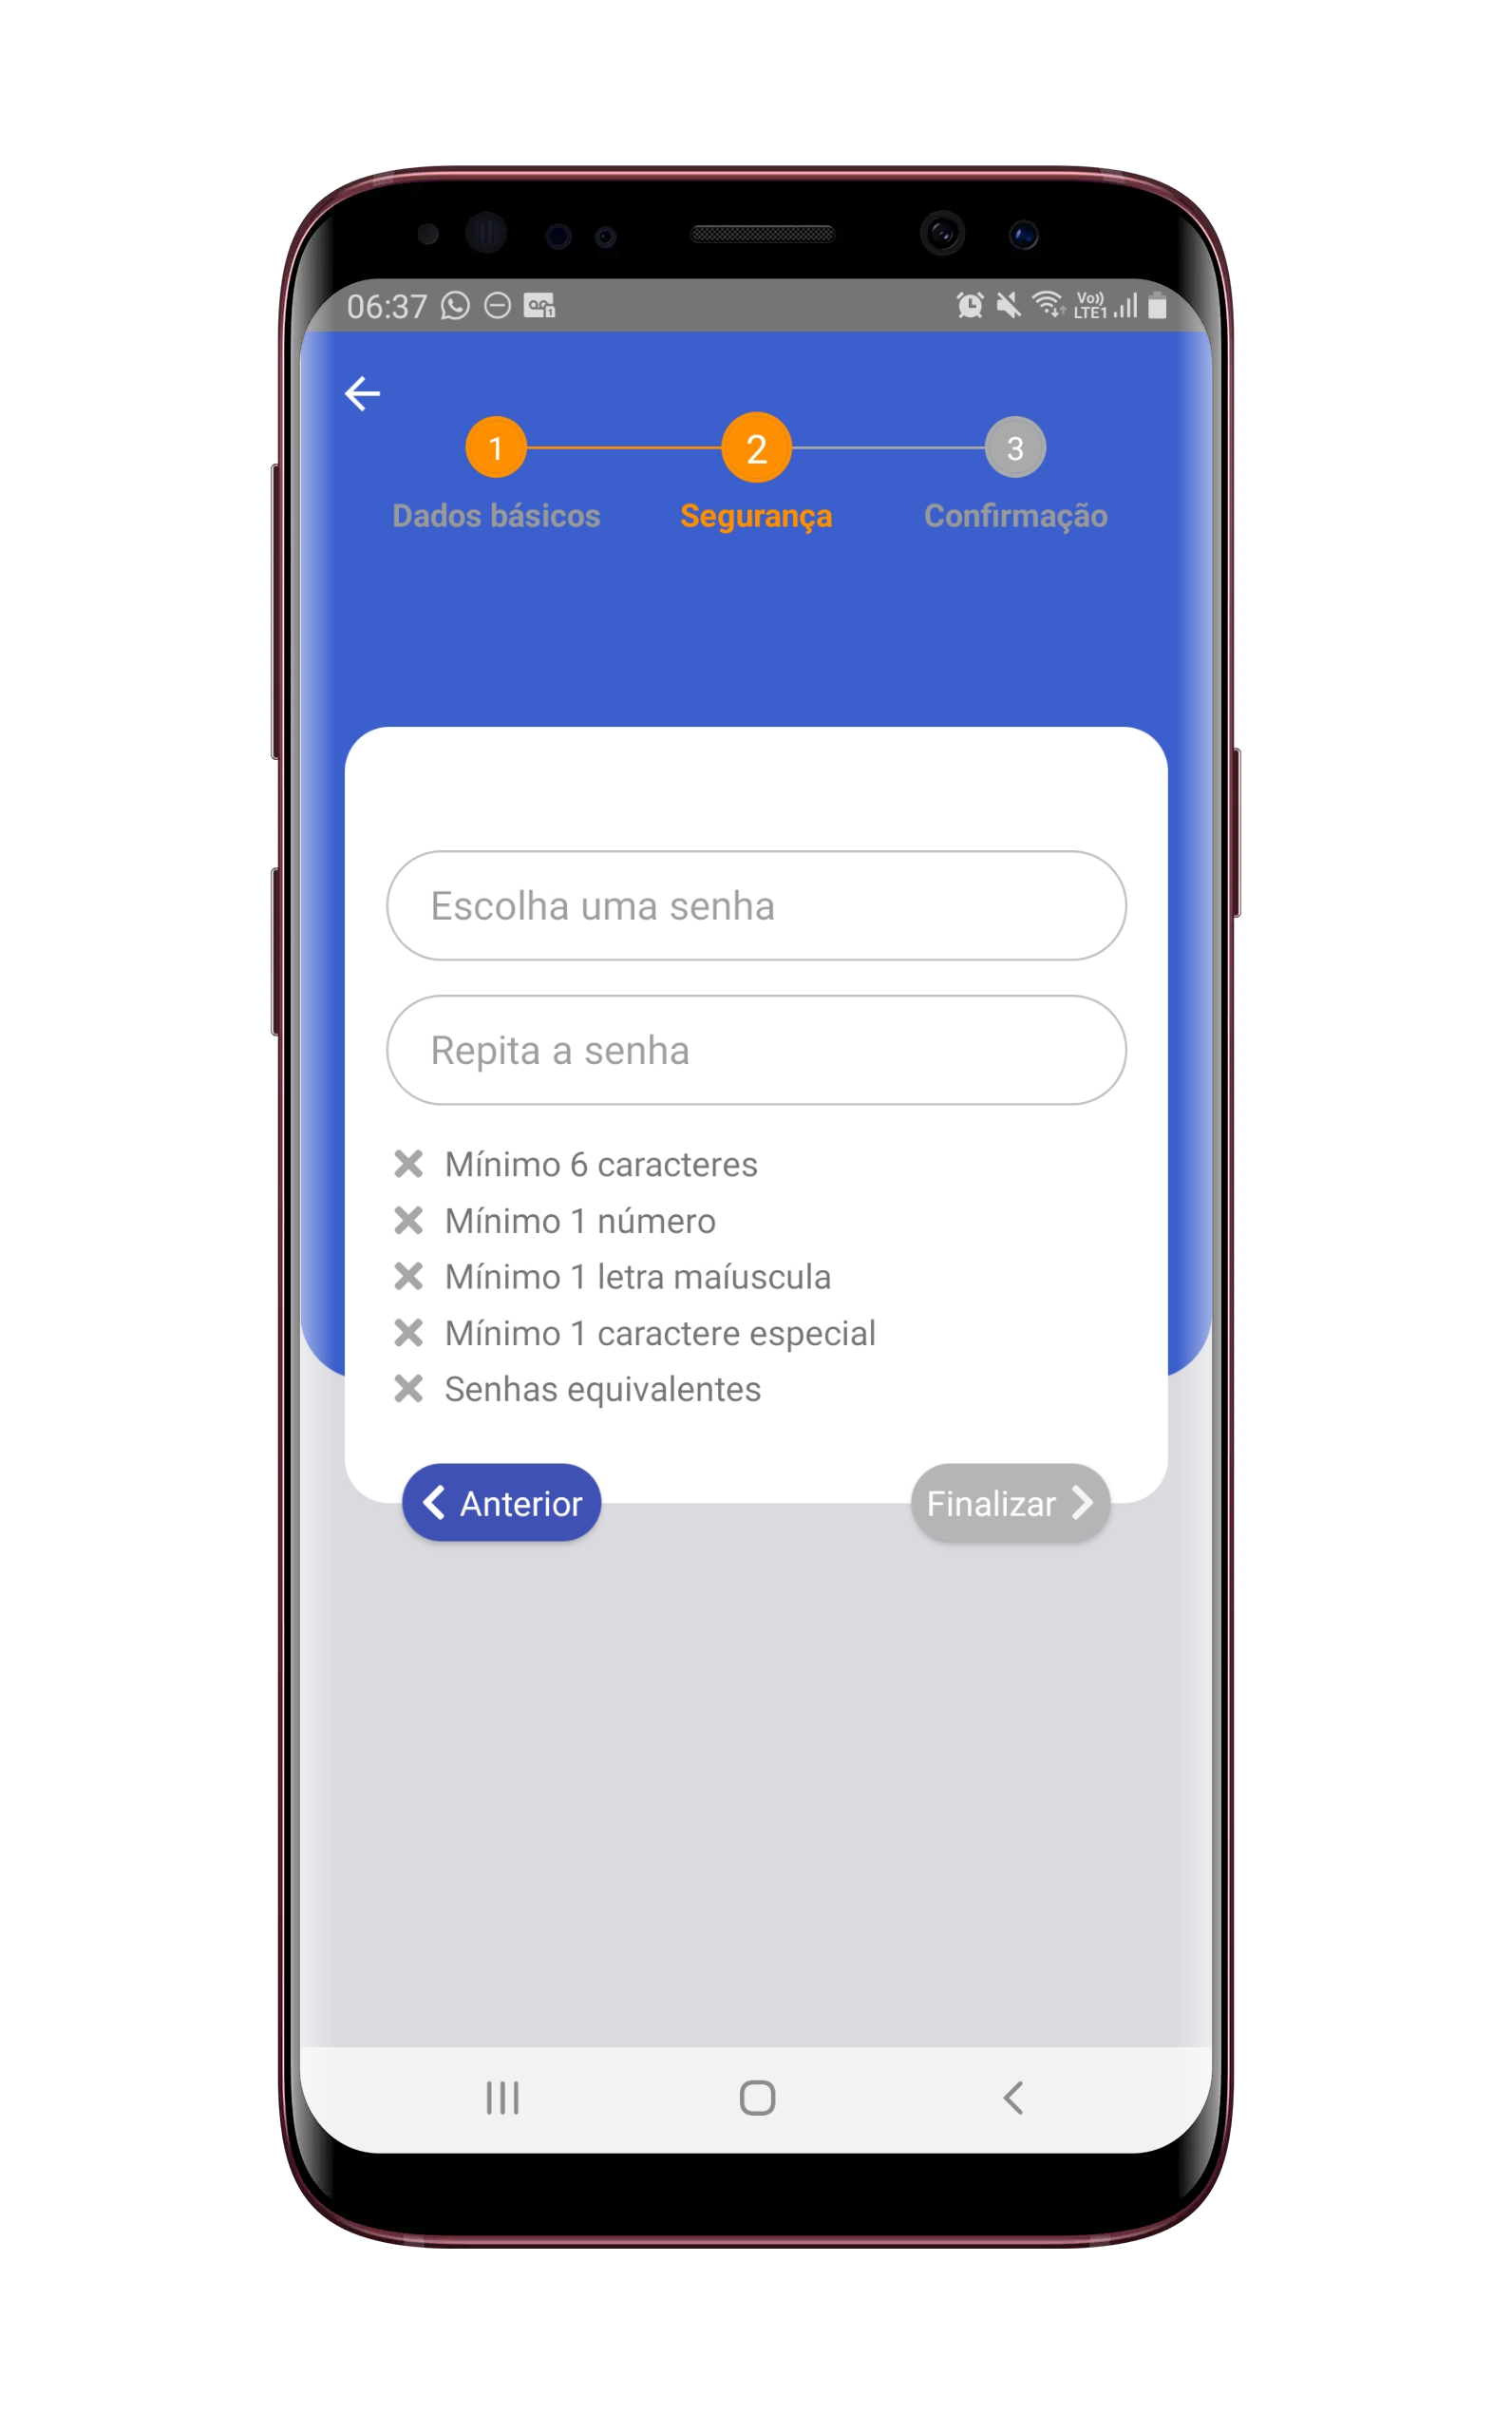 06:37
Vo)) LTE1
1
2
3
Dados básicos
Segurança
Confirmação
Escolha uma senha
Repita a senha
Mínimo 6 caracteres
Mínimo 1 número
Mínimo 1 letra maíuscula
Mínimo 1 caractere especial
Senhas equivalentes
Anterior
Finalizar